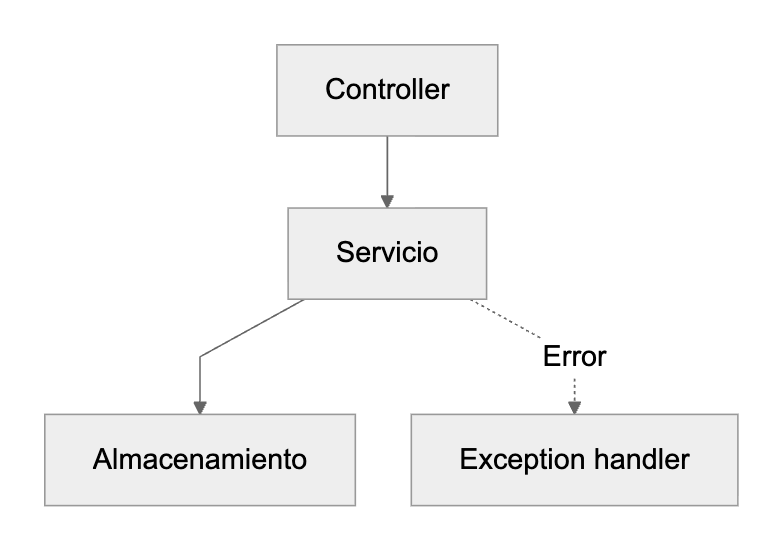 Controller
Servicio
Error
Almacenamiento
Exception handler